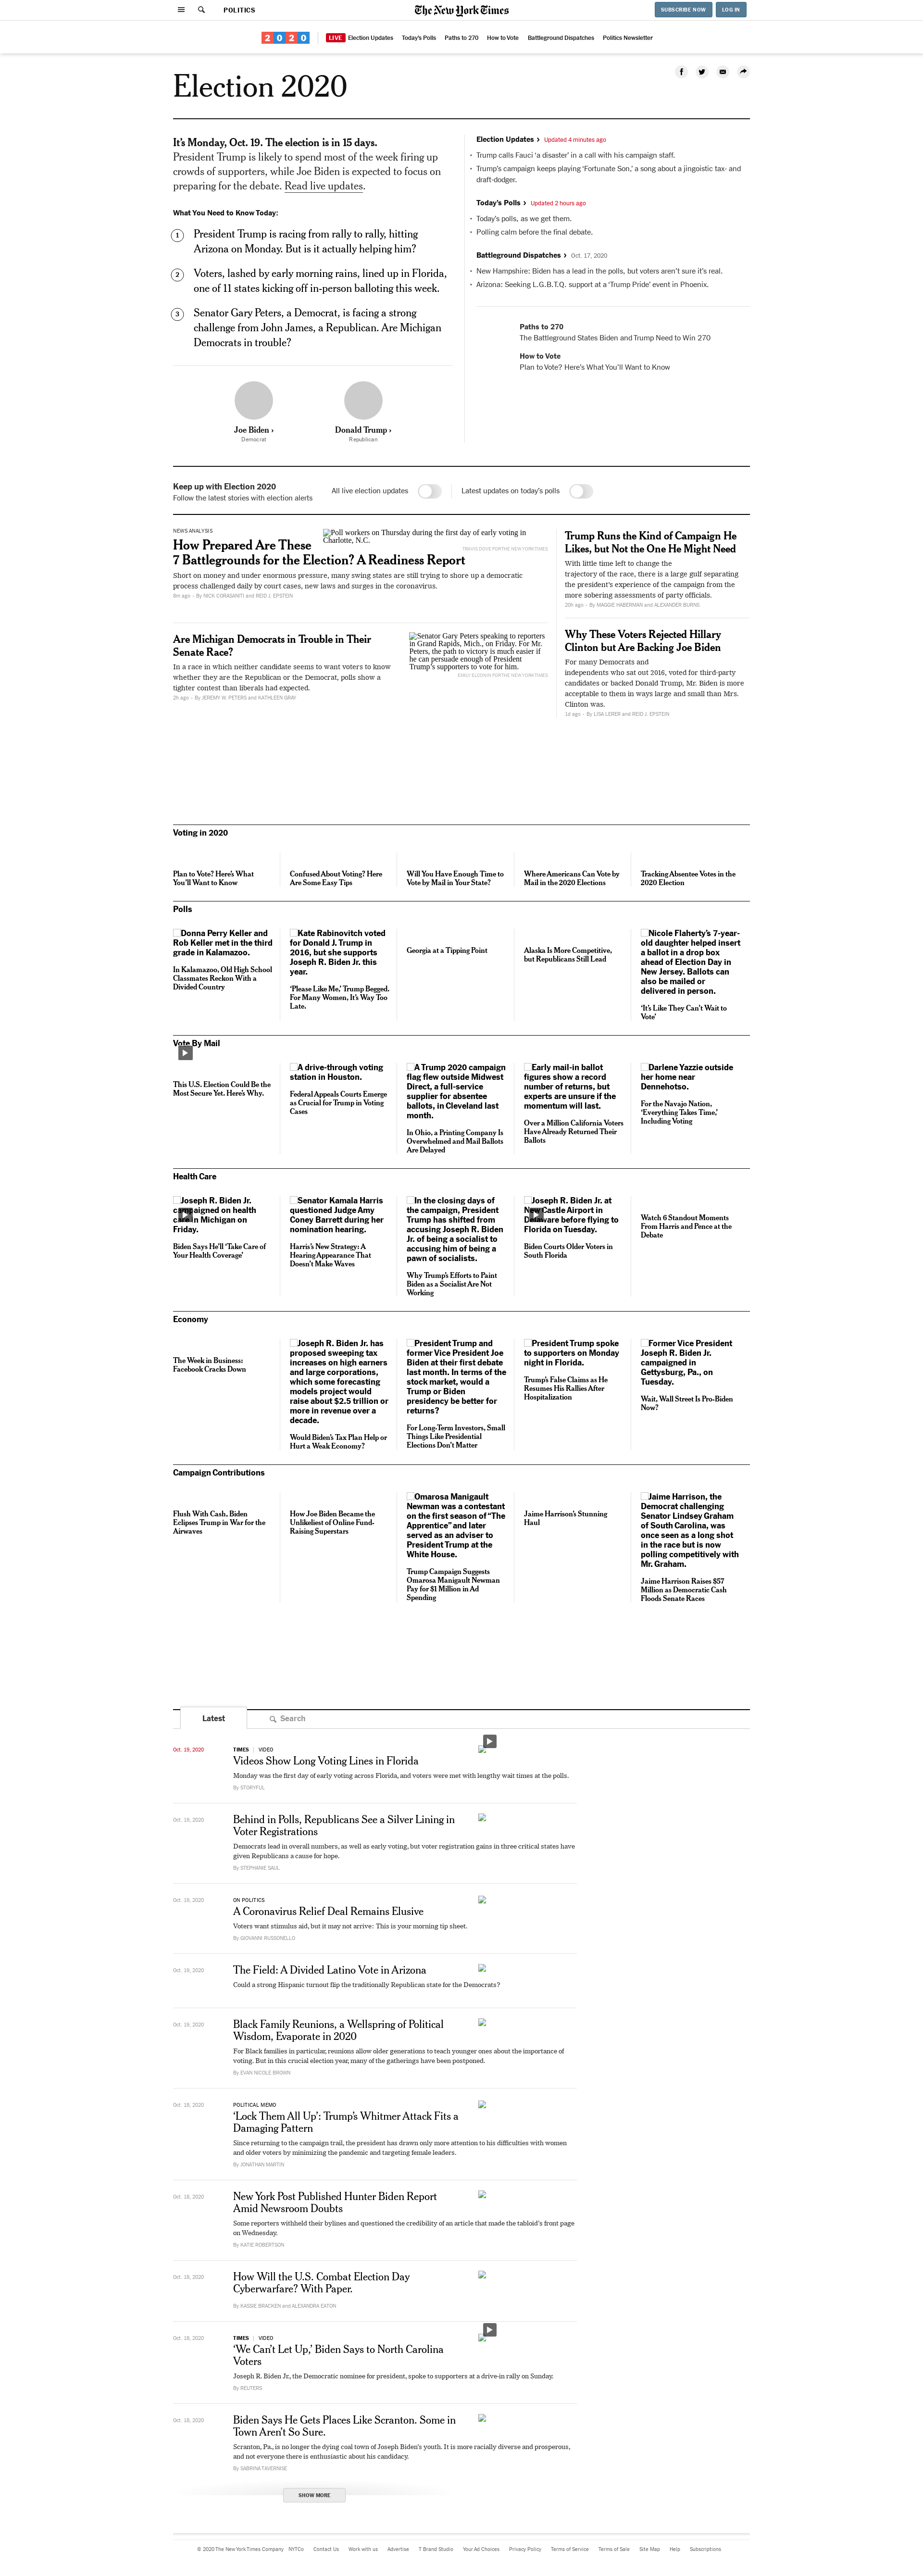 POLITICS
The New York Times
SUBSCRIBE NOW
LOG IN
2020
LIVE Election Updates Today's Polls Paths to 270 How to Vote Battleground Dispatches Politics Newsletter
Election 2020
It's Monday, Oct. 19. The election is in 15 days.
President Trump is likely to spend most of the week firing up
crowds of supporters, while Joe Biden is expected to focus on
preparing for the debate. Read live updates.
What You Need to Know Today:
1 President Trump is racing from rally to rally, hitting
Arizona on Monday. But is it actually helping him?
2 Voters, lashed by early morning rains, lined up in Florida,
one of 11 states kicking off in-person balloting this week.
3 Senator Gary Peters, a Democrat, is facing a strong
challenge from John James, a Republican. Are Michigan
Democrats in trouble?
Joe Biden ›
Democrat
Donald Trump ›
Republican
Election Updates › Updated 4 minutes ago
• Trump calls Fauci 'a disaster' in a call with his campaign staff.
• Trump's campaign keeps playing 'Fortunate Son,' a song about a jingoistic tax- and
draft-dodger.
Today's Polls › Updated 2 hours ago
• Today's polls, as we get them.
• Polling calm before the final debate.
Battleground Dispatches › Oct. 17, 2020
• New Hampshire: Biden has a lead in the polls, but voters aren't sure it's real.
• Arizona: Seeking L.G.B.T.Q. support at a 'Trump Pride' event in Phoenix.
Paths to 270
The Battleground States Biden and Trump Need to Win 270
How to Vote
Plan to Vote? Here's What You'll Want to Know
Keep up with Election 2020
Follow the latest stories with election alerts
All live election updates
Latest updates on today's polls
NEWS ANALYSIS
How Prepared Are These
7 Battlegrounds for the Election? A Readiness Report
Short on money and under enormous pressure, many swing states are still trying to shore up a democratic
process challenged daily by court cases, new laws and surges in the coronavirus.
8m ago • By NICK CORASANITI and REID J. EPSTEIN
Poll workers on Thursday during the first day of early voting in
Charlotte, N.C.
TRAVIS DOVE FOR THE NEW YORK TIMES
Are Michigan Democrats in Trouble in Their
Senate Race?
In a race in which neither candidate seems to want voters to know
whether they are the Republican or the Democrat, polls show a
tighter contest than liberals had expected.
2h ago • By JEREMY W. PETERS and KATHLEEN GRAY
Senator Gary Peters speaking to reporters
in Grand Rapids, Mich., on Friday. For Mr.
Peters, the path to victory is much easier if
he can persuade enough of President
Trump's supporters to vote for him.
EMILY ELCONIN FOR THE NEW YORK TIMES
Trump Runs the Kind of Campaign He
Likes, but Not the One He Might Need
With little time left to change the
trajectory of the race, there is a large gulf separating
the president's experience of the campaign from the
more sobering assessments of party officials.
20h ago • By MAGGIE HABERMAN and ALEXANDER BURNS
Why These Voters Rejected Hillary
Clinton but Are Backing Joe Biden
For many Democrats and
independents who sat out 2016, voted for third-party
candidates or backed Donald Trump, Mr. Biden is more
acceptable to them in ways large and small than Mrs.
Clinton was.
1d ago • By LISA LERER and REID J. EPSTEIN
Voting in 2020
Plan to Vote? Here's What
You'll Want to Know
Confused About Voting? Here
Are Some Easy Tips
Will You Have Enough Time to
Vote by Mail in Your State?
Where Americans Can Vote by
Mail in the 2020 Elections
Tracking Absentee Votes in the
2020 Election
Polls
Donna Perry Keller and
Rob Keller met in the third
grade in Kalamazoo.
In Kalamazoo, Old High School
Classmates Reckon With a
Divided Country
Kate Rabinovitch voted
for Donald J. Trump in
2016, but she supports
Joseph R. Biden Jr. this
year.
'Please Like Me,' Trump Begged.
For Many Women, It's Way Too
Late.
Georgia at a Tipping Point
Alaska Is More Competitive,
but Republicans Still Lead
Nicole Flaherty's 7-year-
old daughter helped insert
a ballot in a drop box
ahead of Election Day in
New Jersey. Ballots can
also be mailed or
delivered in person.
'It's Like They Can't Wait to
Vote'
Vote By Mail
This U.S. Election Could Be the
Most Secure Yet. Here's Why.
A drive-through voting
station in Houston.
Federal Appeals Courts Emerge
as Crucial for Trump in Voting
Cases
A Trump 2020 campaign
flag flew outside Midwest
Direct, a full-service
supplier for absentee
ballots, in Cleveland last
month.
In Ohio, a Printing Company Is
Overwhelmed and Mail Ballots
Are Delayed
Early mail-in ballot
figures show a record
number of returns, but
experts are unsure if the
momentum will last.
Over a Million California Voters
Have Already Returned Their
Ballots
Darlene Yazzie outside
her home near
Dennehotso.
For the Navajo Nation,
'Everything Takes Time,'
Including Voting
Health Care
Joseph R. Biden Jr.
campaigned on health
care in Michigan on
Friday.
Biden Says He'll 'Take Care of
Your Health Coverage'
Senator Kamala Harris
questioned Judge Amy
Coney Barrett during her
nomination hearing.
Harris's New Strategy: A
Hearing Appearance That
Doesn't Make Waves
In the closing days of
the campaign, President
Trump has shifted from
accusing Joseph R. Biden
Jr. of being a socialist to
accusing him of being a
pawn of socialists.
Why Trump's Efforts to Paint
Biden as a Socialist Are Not
Working
Joseph R. Biden Jr. at
New Castle Airport in
Delaware before flying to
Florida on Tuesday.
Biden Courts Older Voters in
South Florida
Watch 6 Standout Moments
From Harris and Pence at the
Debate
Economy
The Week in Business:
Facebook Cracks Down
Joseph R. Biden Jr. has
proposed sweeping tax
increases on high earners
and large corporations,
which some forecasting
models project would
raise about $2.5 trillion or
more in revenue over a
decade.
Would Biden's Tax Plan Help or
Hurt a Weak Economy?
President Trump and
former Vice President Joe
Biden at their first debate
last month. In terms of the
stock market, would a
Trump or Biden
presidency be better for
returns?
For Long-Term Investors, Small
Things Like Presidential
Elections Don't Matter
President Trump spoke
to supporters on Monday
night in Florida.
Trump's False Claims as He
Resumes His Rallies After
Hospitalization
Former Vice President
Joseph R. Biden Jr.
campaigned in
Gettysburg, Pa., on
Tuesday.
Wait, Wall Street Is Pro-Biden
Now?
Campaign Contributions
Flush With Cash, Biden
Eclipses Trump in War for the
Airwaves
How Joe Biden Became the
Unlikeliest of Online Fund-
Raising Superstars
Omarosa Manigault
Newman was a contestant
on the first season of "The
Apprentice" and later
served as an adviser to
President Trump at the
White House.
Trump Campaign Suggests
Omarosa Manigault Newman
Pay for $1 Million in Ad
Spending
Jaime Harrison's Stunning
Haul
Jaime Harrison, the
Democrat challenging
Senator Lindsey Graham
of South Carolina, was
once seen as a long shot
in the race but is now
polling competitively with
Mr. Graham.
Jaime Harrison Raises $57
Million as Democratic Cash
Floods Senate Races
Latest
Search
Oct. 19, 2020
TIMES | VIDEO
Videos Show Long Voting Lines in Florida
Monday was the first day of early voting across Florida, and voters were met with lengthy wait times at the polls.
By STORYFUL
Oct. 19, 2020
Behind in Polls, Republicans See a Silver Lining in
Voter Registrations
Democrats lead in overall numbers, as well as early voting, but voter registration gains in three critical states have
given Republicans a cause for hope.
By STEPHANIE SAUL
Oct. 19, 2020
ON POLITICS
A Coronavirus Relief Deal Remains Elusive
Voters want stimulus aid, but it may not arrive: This is your morning tip sheet.
By GIOVANNI RUSSONELLO
Oct. 19, 2020
The Field: A Divided Latino Vote in Arizona
Could a strong Hispanic turnout flip the traditionally Republican state for the Democrats?
Oct. 19, 2020
Black Family Reunions, a Wellspring of Political
Wisdom, Evaporate in 2020
For Black families in particular, reunions allow older generations to teach younger ones about the importance of
voting. But in this crucial election year, many of the gatherings have been postponed.
By EVAN NICOLE BROWN
Oct. 18, 2020
POLITICAL MEMO
'Lock Them All Up': Trump's Whitmer Attack Fits a
Damaging Pattern
Since returning to the campaign trail, the president has drawn only more attention to his difficulties with women
and older voters by minimizing the pandemic and targeting female leaders.
By JONATHAN MARTIN
Oct. 18, 2020
New York Post Published Hunter Biden Report
Amid Newsroom Doubts
Some reporters withheld their bylines and questioned the credibility of an article that made the tabloid's front page
on Wednesday.
By KATIE ROBERTSON
Oct. 18, 2020
How Will the U.S. Combat Election Day
Cyberwarfare? With Paper.
By KASSIE BRACKEN and ALEXANDRA EATON
Oct. 18, 2020
TIMES | VIDEO
'We Can't Let Up,' Biden Says to North Carolina
Voters
Joseph R. Biden Jr., the Democratic nominee for president, spoke to supporters at a drive-in rally on Sunday.
By REUTERS
Oct. 18, 2020
Biden Says He Gets Places Like Scranton. Some in
Town Aren't So Sure.
Scranton, Pa., is no longer the dying coal town of Joseph Biden's youth. It is more racially diverse and prosperous,
and not everyone there is enthusiastic about his candidacy.
By SABRINA TAVERNISE
SHOW MORE
© 2020 The New York Times Company NYTCo Contact Us Work with us Advertise T Brand Studio Your Ad Choices Privacy Policy Terms of Service Terms of Sale Site Map Help Subscriptions